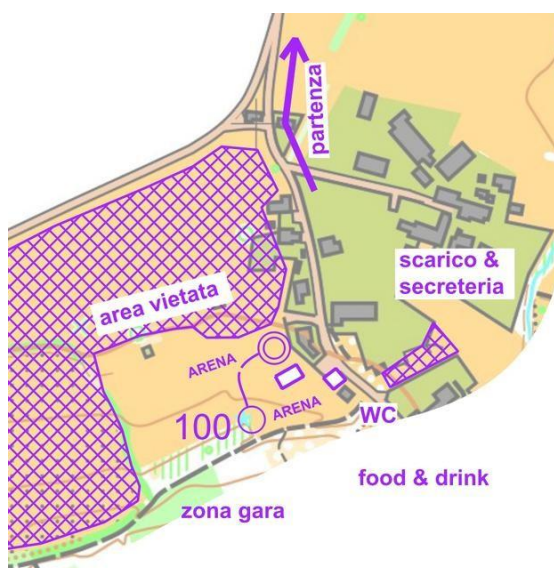 partenza
scarico &
secreteria
area vietata
ARENA
100
ARENA
WC
food & drink
zona gara